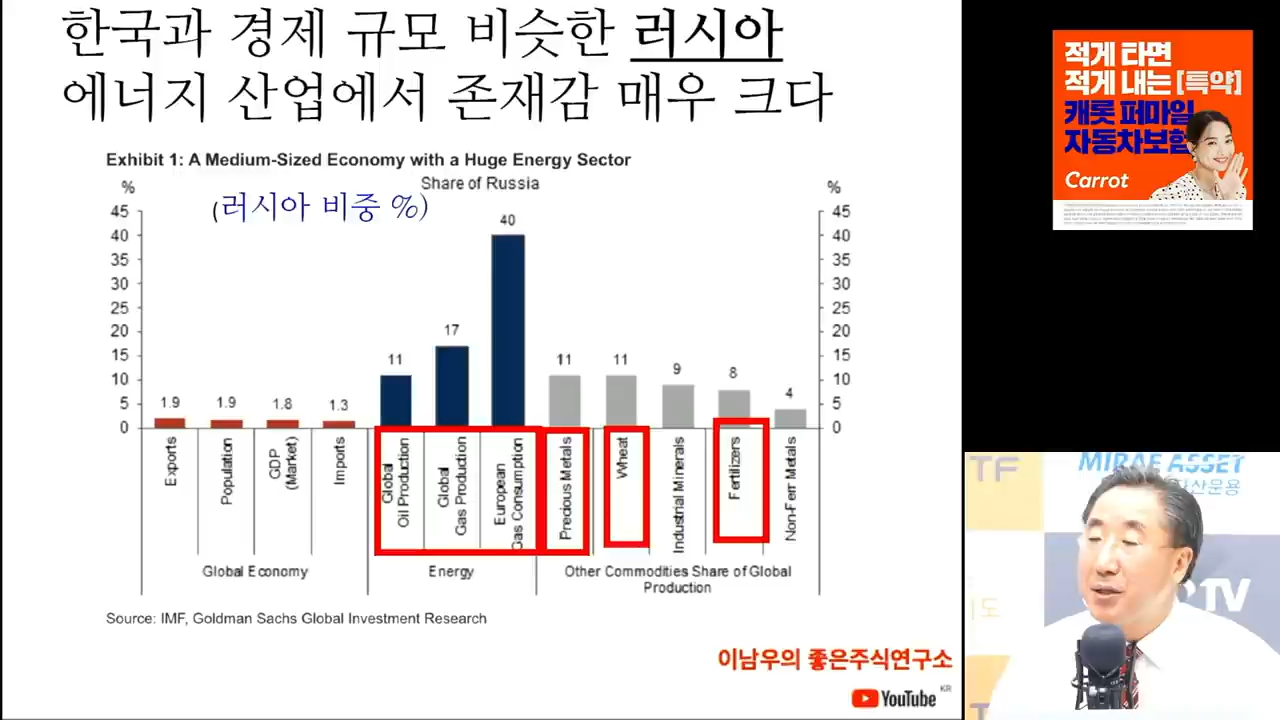 한국과 경제 규모 비슷한 러시아
에너지 산업에서 존재감 매우 크다
Exhibit 1: A Medium-Sized Economy with a Huge Energy Sector
Share of Russia
(러시아 비중 %)
% %
45 45
40 40
35 35
30 30
25 25
20 20
15 15
10 10
5 5
0 0
1.9 1.9 1.8 1.3 11 17 40 11 11 9 8 4
Exports
Population
GDP
(Market)
Imports
Global
Oil Production
Global
Gas Production
European
Gas Consumption
Precious Metals
Wheat
Industrial Minerals
Fertilizers
Non-Ferr Metals
Global Economy
Energy
Other Commodities Share of Global
Production
Source: IMF, Goldman Sachs Global Investment Research
이남우의 좋은주식연구소
YouTube KR
적게 타면
적게 내는 [특약]
캐롯 퍼마일
자동차보험
Carrot
TF
MIRAE ASSET
자산운용
TV